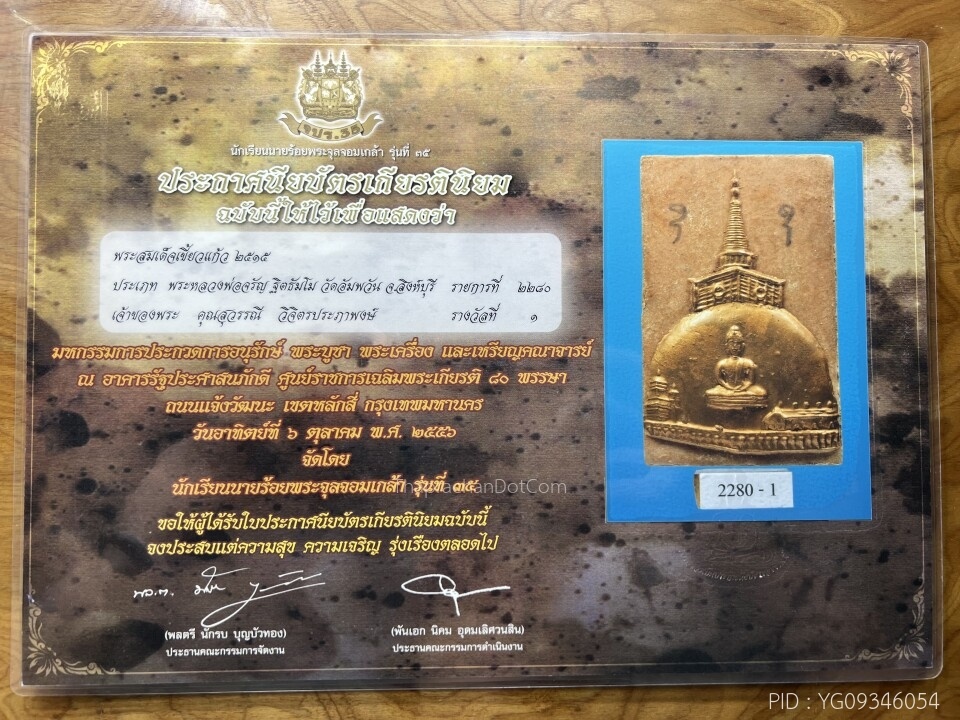 จปร. ๓๕
นักเรียนนายร้อยพระจุลจอมเกล้า รุ่นที่ ๓๕
ประกาศนียบัตรเกียรตินิยม
ฉบับนี้ให้ไว้เพื่อแสดงว่า
พระสมเด็จเขี้ยวแก้ว ๒๕๑๕
ประเภท พระหลวงพ่อจรัญ ฐิตธัมโม วัดอัมพวัน จ.สิงห์บุรี รายการที่ ๒๒๘๐
เจ้าของพระ คุณสุวรรณี วิจิตรประภาพงษ์ รางวัลที่ ๑
มหกรรมการประกวดการอนุรักษ์ พระบูชา พระเครื่อง และเหรียญคณาจารย์
ณ อาคารรัฐประศาสนภักดี ศูนย์ราชการเฉลิมพระเกียรติ ๘๐ พรรษา
ถนนแจ้งวัฒนะ เขตหลักสี่ กรุงเทพมหานคร
วันอาทิตย์ที่ ๖ ตุลาคม พ.ศ. ๒๕๕๖
จัดโดย
นักเรียนนายร้อยพระจุลจอมเกล้า รุ่นที่ ๓๕
ขอให้ผู้ได้รับใบประกาศนียบัตรเกียรตินิยมฉบับนี้
จงประสบแต่ความสุข ความเจริญ รุ่งเรืองตลอดไป
พล.ต.
(พลตรี นักรบ บุญบัวทอง)
ประธานคณะกรรมการจัดงาน
(พันเอก นิคม อุดมเลิศวนสิน)
ประธานคณะกรรมการดำเนินงาน
2280 - 1
PID : YG09346054